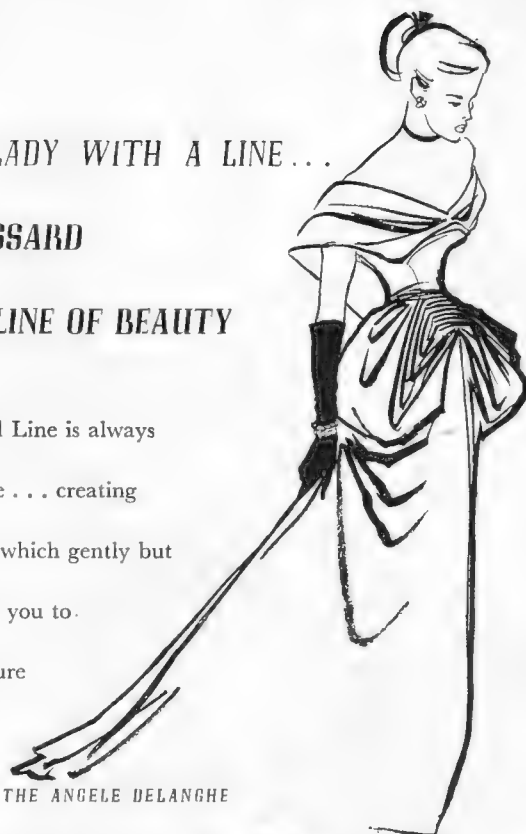 LADY WITH A LINE...
SSARD
LINE OF BEAUTY
l Line is always
e ... creating
which gently but
you to
ure
THE ANGELE DELANGHE